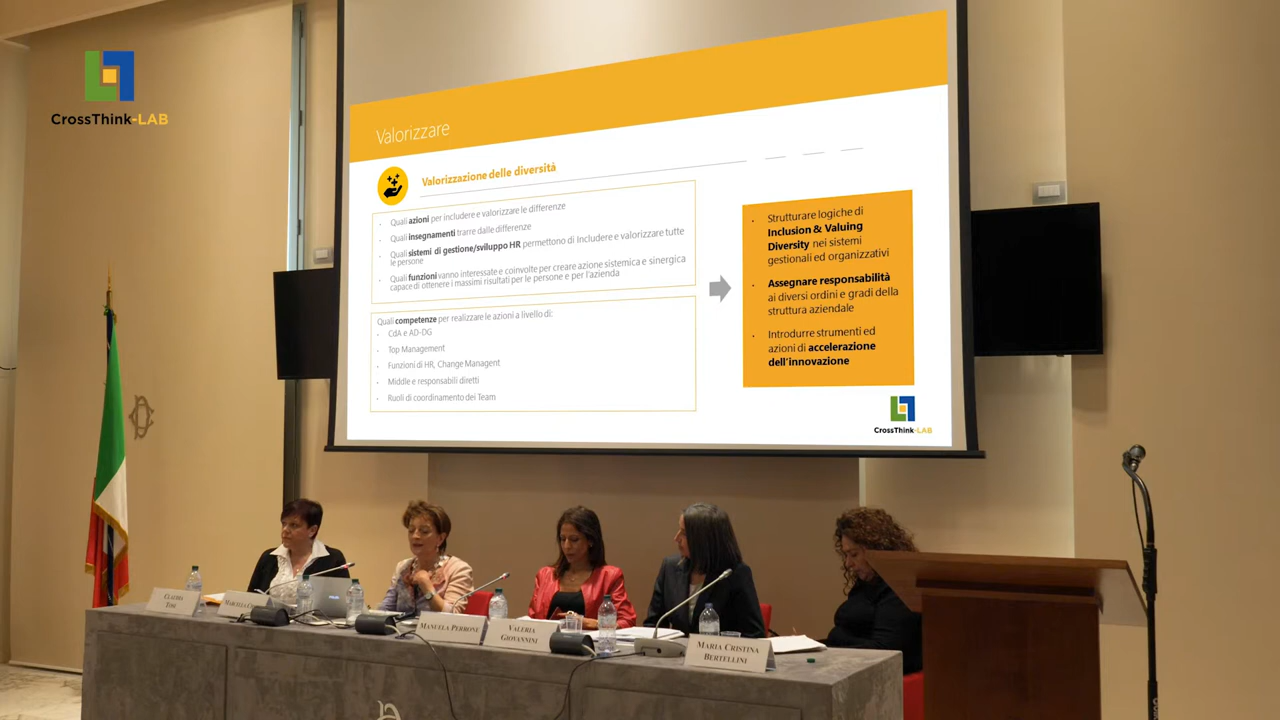 CrossThink-LAB
Valorizzare
Valorizzazione delle diversità
Quali azioni per includere e valorizzare le differenze
Quali insegnamenti trarre dalle differenze
Quali sistemi di gestione/sviluppo HR permettono di Includere e valorizzare tutte
le persone
Quali funzioni vanno interessate e coinvolte per creare azione sistemica e sinergica
capace di ottenere i massimi risultati per le persone e per l'azienda
Quali competenze per realizzare le azioni a livello di:
CdA e AD-DG
Top Management
Funzioni di HR, Change Managent
Middle e responsabili diretti
Ruoli di coordinamento dei Team
Strutturare logiche di
Inclusion & Valuing
Diversity nei sistemi
gestionali ed organizzativi
Assegnare responsabilità
ai diversi ordini e gradi della
struttura aziendale
Introdurre strumenti ed
azioni di accelerazione
dell'innovazione
CrossThink-LAB
CLAUDIA
MARCELLA
MANUELA PERRONE
VALERIA
GIOVANNINI
MARIA CRISTINA
BERTELLINI